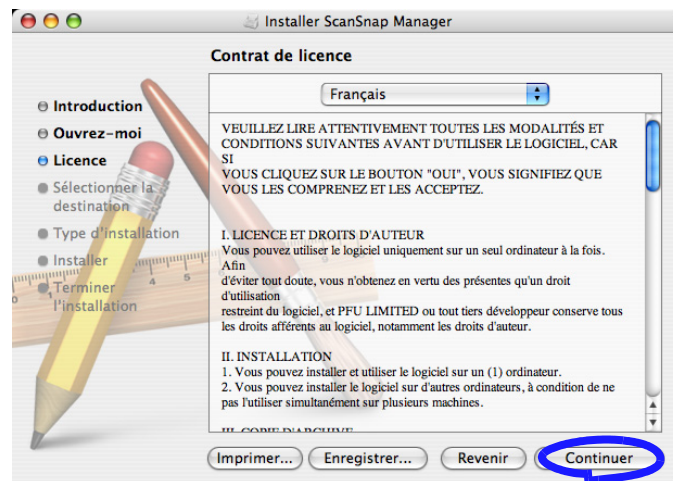 Installer ScanSnap Manager
Contrat de licence
Français
Introduction
Ouvrez-moi
Licence
Sélectionner la
destination
Type d'installation
Installer
Terminer
l'installation
VEUILLEZ LIRE ATTENTIVEMENT TOUTES LES MODALITÉS ET
CONDITIONS SUIVANTES AVANT D'UTILISER LE LOGICIEL, CAR
SI
VOUS CLIQUEZ SUR LE BOUTON "OUI", VOUS SIGNIFIEZ QUE
VOUS LES COMPRENEZ ET LES ACCEPTEZ.
I. LICENCE ET DROITS D'AUTEUR
Vous pouvez utiliser le logiciel uniquement sur un seul ordinateur à la fois.
Afin
d'éviter tout doute, vous n'obtenez en vertu des présentes qu'un droit
d'utilisation
restreint du logiciel, et PFU LIMITED ou tout tiers développeur conserve tous
les droits afférents au logiciel, notamment les droits d'auteur.
II. INSTALLATION
1. Vous pouvez installer et utiliser le logiciel sur un (1) ordinateur.
2. Vous pouvez installer le logiciel sur d'autres ordinateurs, à condition de ne
pas l'utiliser simultanément sur plusieurs machines.
III. COPIE D'ARCHIVE
Imprimer...
Enregistrer...
Revenir
Continuer